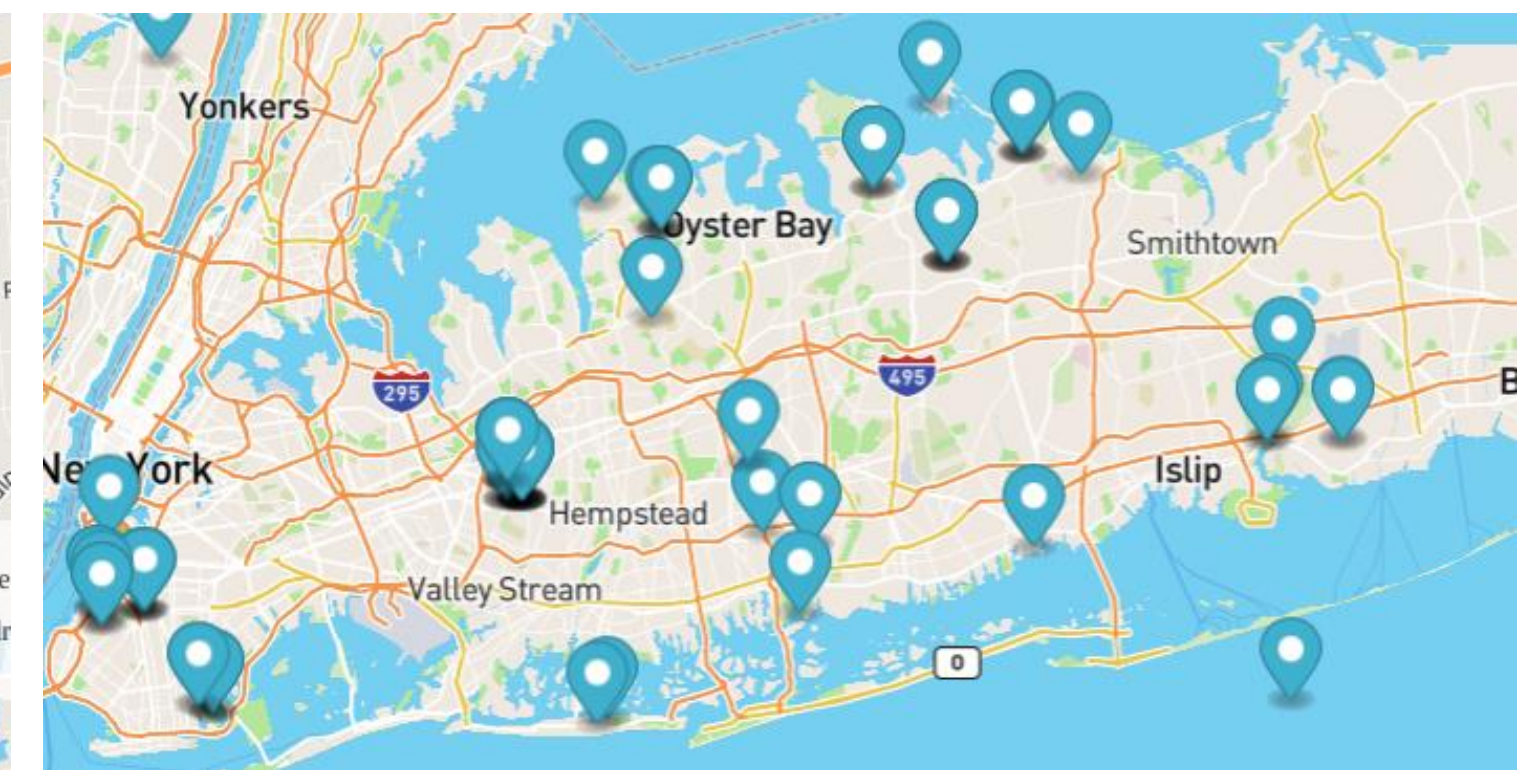 Yonkers
Oyster Bay
Smithtown
295
495
New York
Islip
Hempstead
Valley Stream
0